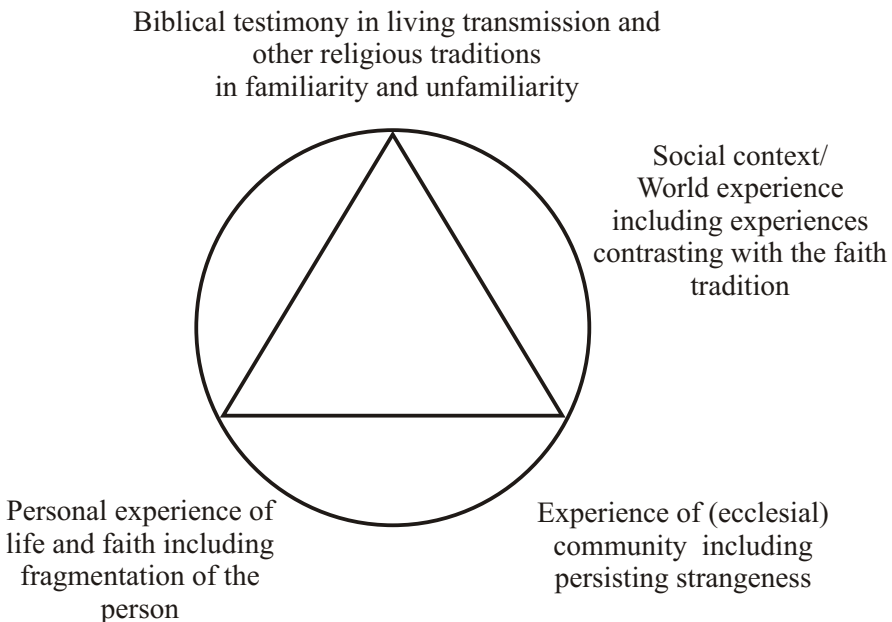 Biblical testimony in living transmission and
other religious traditions
in familiarity and unfamiliarity
Social context/
World experience
including experiences
contrasting with the faith
tradition
Personal experience of
life and faith including
fragmentation of the
person
Experience of (ecclesial)
community including
persisting strangeness